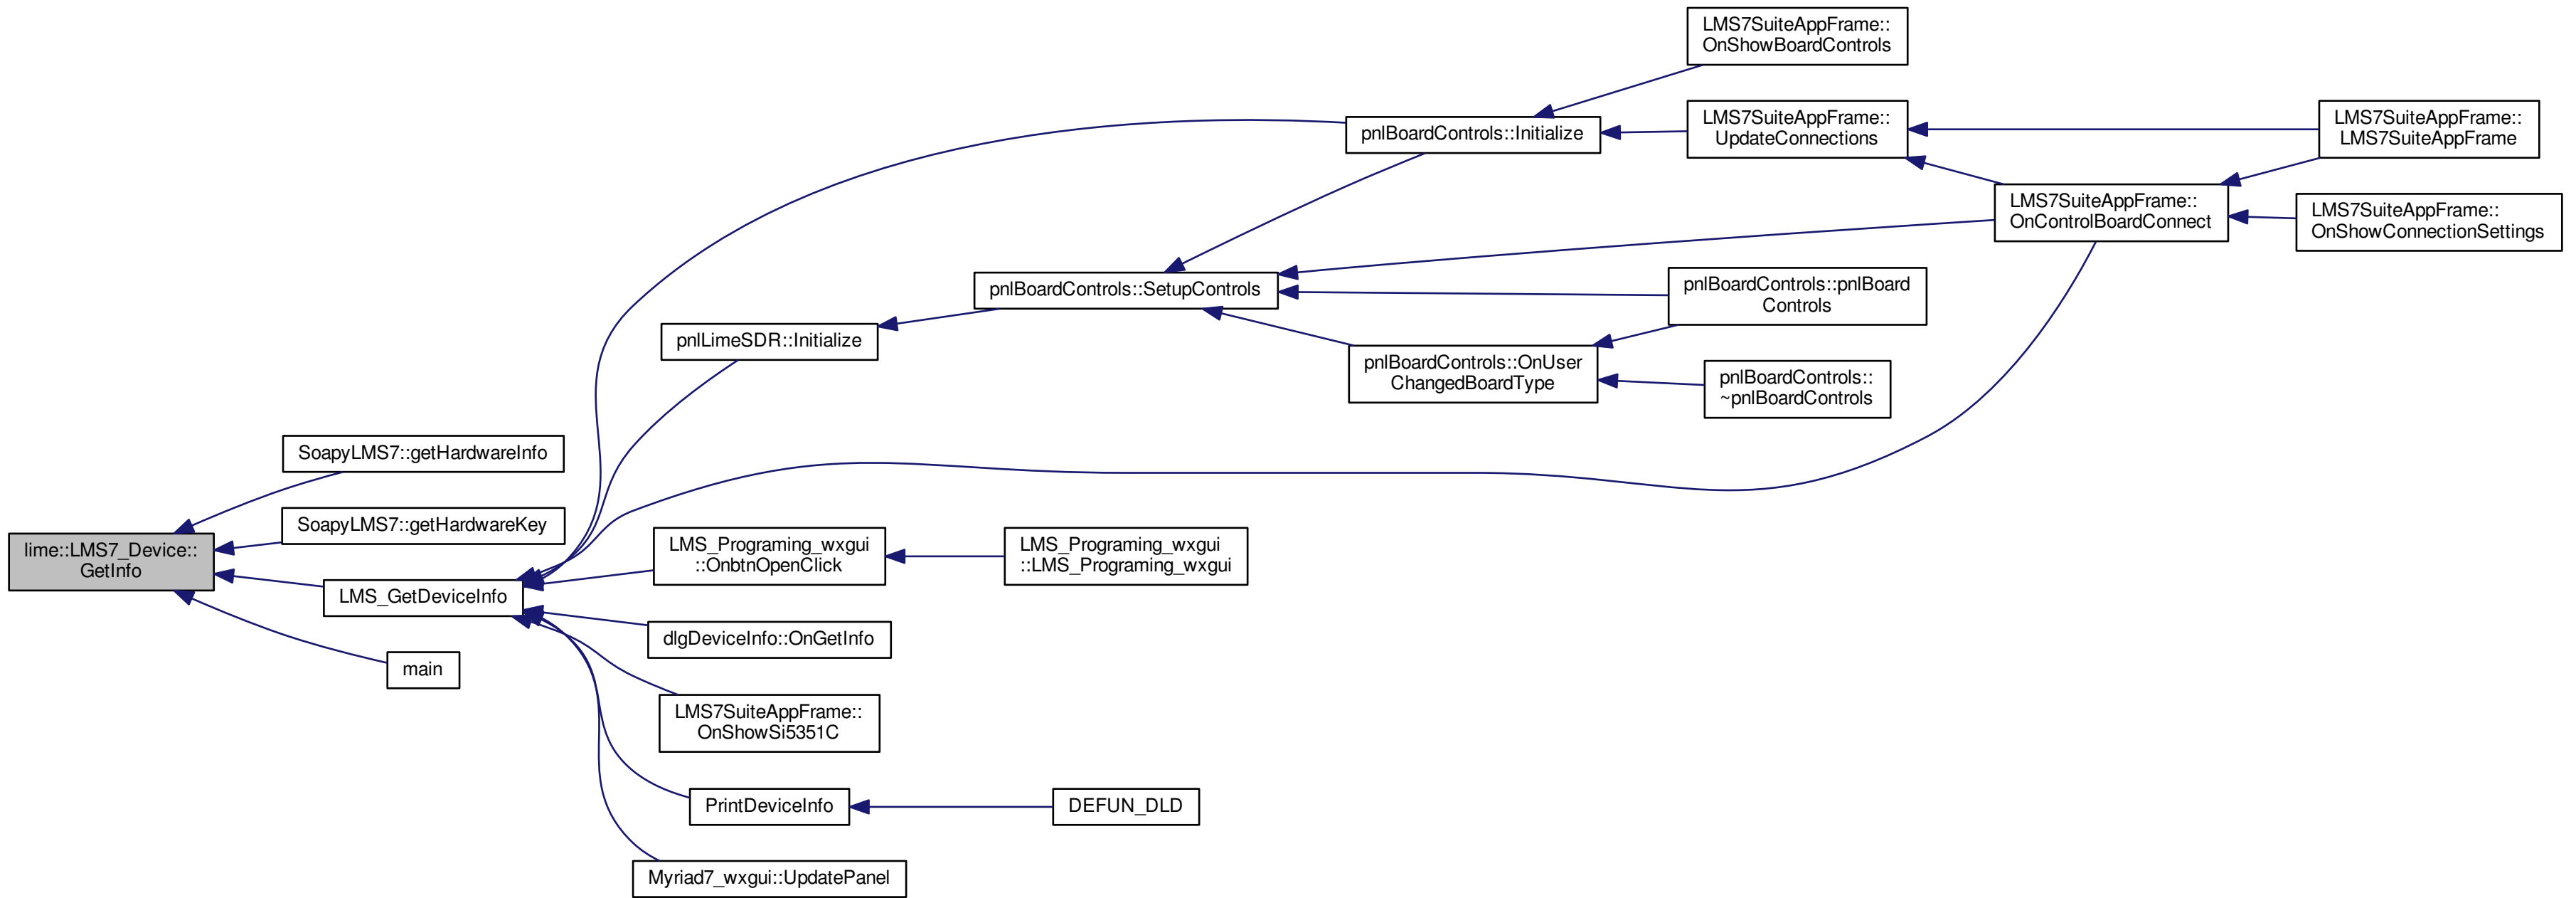 LMS7SuiteAppFrame::
OnShowBoardControls
LMS7SuiteAppFrame::
UpdateConnections
LMS7SuiteAppFrame::
LMS7SuiteAppFrame
pnlBoardControls::Initialize
LMS7SuiteAppFrame::
OnControlBoardConnect
LMS7SuiteAppFrame::
OnShowConnectionSettings
pnlBoardControls::SetupControls
pnlBoardControls::pnlBoard
Controls
pnlLimeSDR::Initialize
pnlBoardControls::OnUser
ChangedBoardType
pnlBoardControls::
~pnlBoardControls
SoapyLMS7::getHardwareInfo
SoapyLMS7::getHardwareKey
lime::LMS7_Device::
GetInfo
LMS_Programing_wxgui
::OnbtnOpenClick
LMS_Programing_wxgui
::LMS_Programing_wxgui
LMS_GetDeviceInfo
dlgDeviceInfo::OnGetInfo
main
LMS7SuiteAppFrame::
OnShowSi5351C
PrintDeviceInfo
DEFUN_DLD
Myriad7_wxgui::UpdatePanel